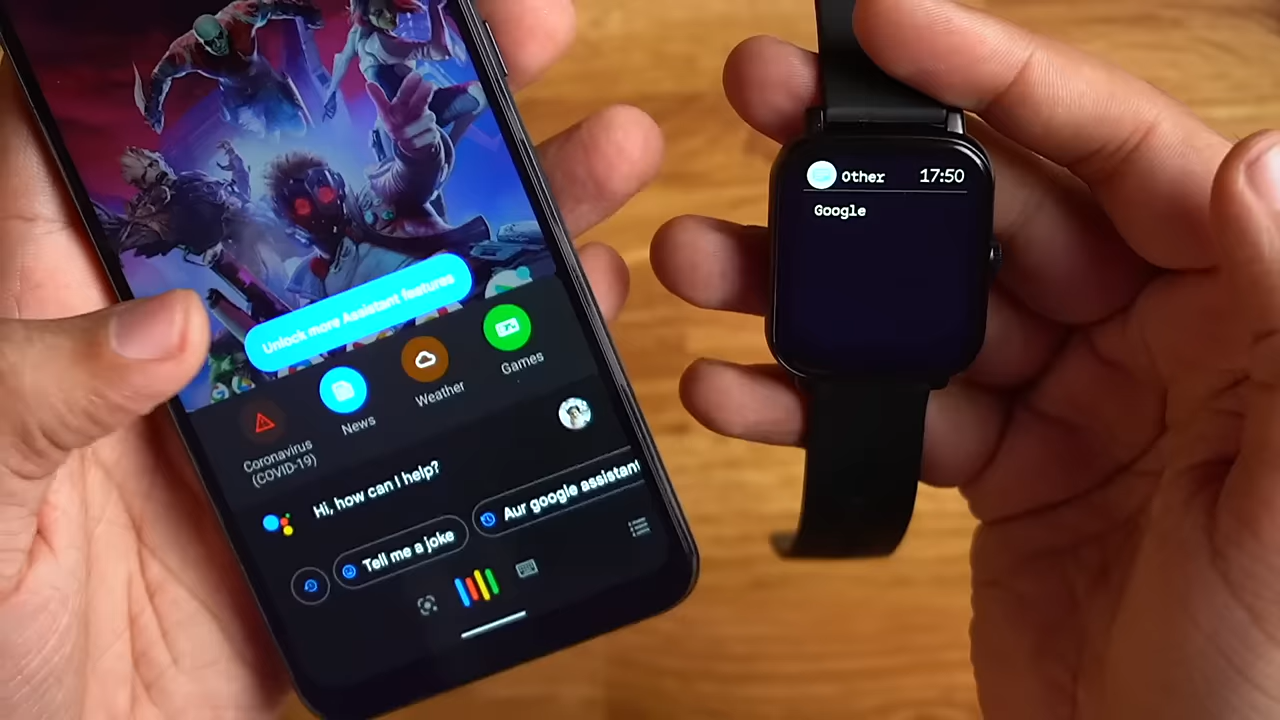 Unlock more Assistant features
Coronavirus
(COVID-19)
News
Weather
Games
Hi, how can I help?
Tell me a joke
Aur google assistant
Other
17:50
Google